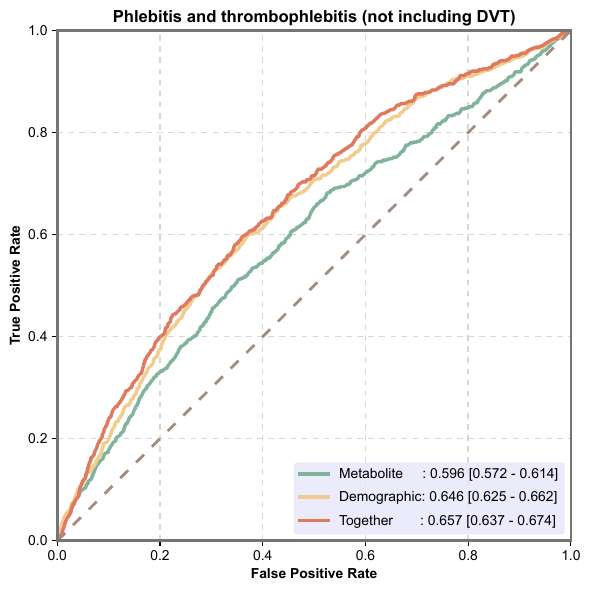 Phlebitis and thrombophlebitis (not including DVT)
True Positive Rate
1.0
0.8
0.6
0.4
0.2
0.0
Metabolite : 0.596 [0.572 - 0.614]
Demographic: 0.646 [0.625 - 0.662]
Together : 0.657 [0.637 - 0.674]
0.0 0.2 0.4 0.6 0.8 1.0
False Positive Rate